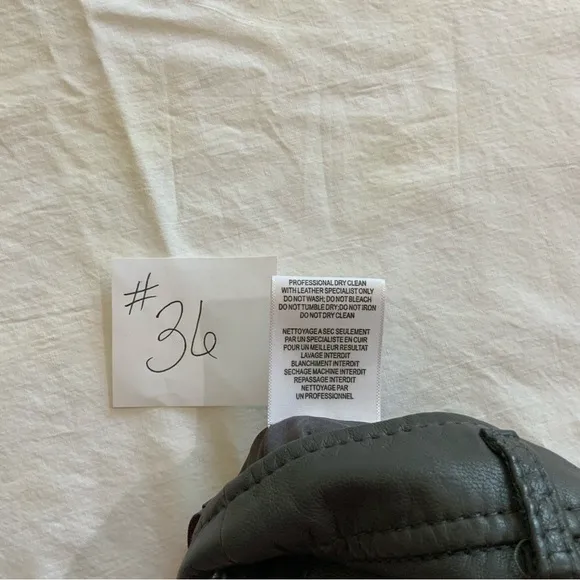 # 36
PROFESSIONAL DRY CLEAN
WITH LEATHER SPECIALIST ONLY
DO NOT WASH; DO NOT BLEACH
DO NOT TUMBLE DRY;DO NOT IRON
DO NOT DRY CLEAN
NETTOYAGE A SEC SEULEMENT
PAR UN SPECIALISTE EN CUIR
POUR UN MEILLEUR RESULTAT
LAVAGE INTERDIT
BLANCHIMENT INTERDIT
SECHAGE MACHINE INTERDIT
REPASSAGE INTERDIT
NETTOYAGE PAR
UN PROFESSIONNEL